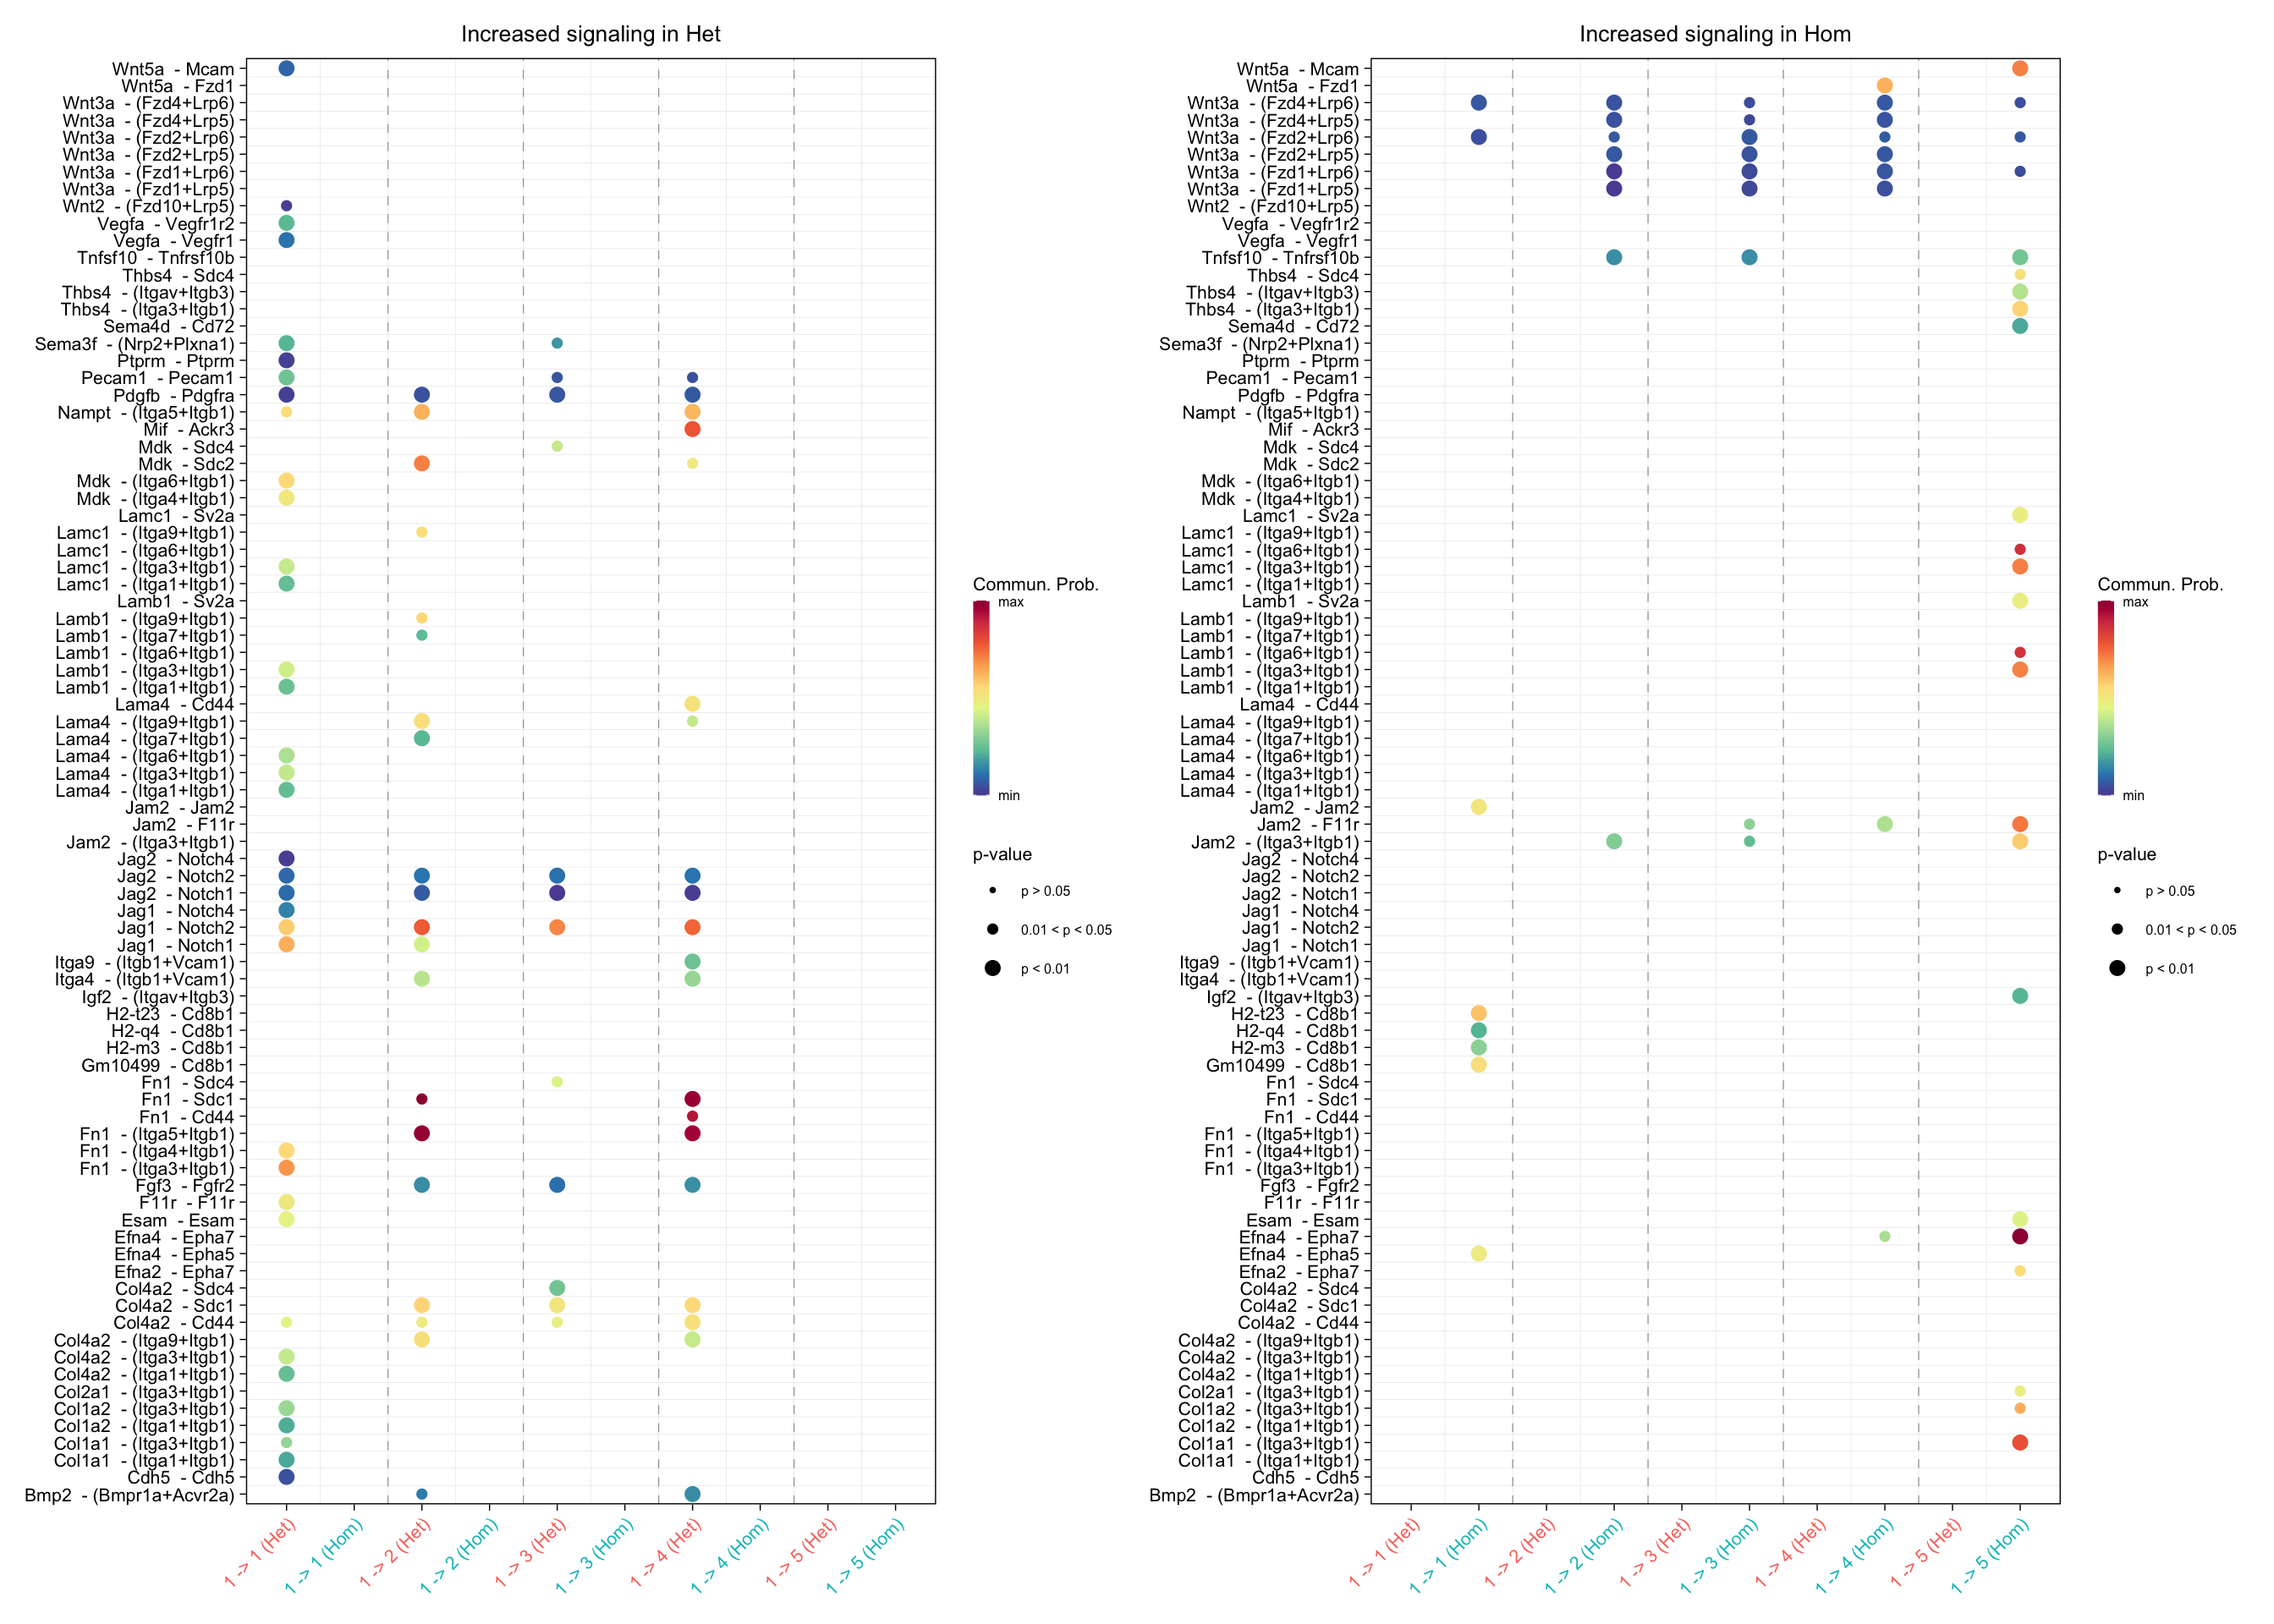 Increased signaling in Het
Wnt5a - Mcam
Wnt5a - Fzd1
Wnt3a - (Fzd4+Lrp6)
Wnt3a - (Fzd4+Lrp5)
Wnt3a - (Fzd2+Lrp6)
Wnt3a - (Fzd2+Lrp5)
Wnt3a - (Fzd1+Lrp6)
Wnt3a - (Fzd1+Lrp5)
Wnt2 - (Fzd10+Lrp5)
Vegfa - Vegfr1r2
Vegfa - Vegfr1
Tnfsf10 - Tnfrsf10b
Thbs4 - Sdc4
Thbs4 - (Itgav+Itgb3)
Thbs4 - (Itga3+Itgb1)
Sema4d - Cd72
Sema3f - (Nrp2+Plxna1)
Ptprm - Ptprm
Pecam1 - Pecam1
Pdgfb - Pdgfra
Nampt - (Itga5+Itgb1)
Mif - Ackr3
Mdk - Sdc4
Mdk - Sdc2
Mdk - (Itga6+Itgb1)
Mdk - (Itga4+Itgb1)
Lamc1 - Sv2a
Lamc1 - (Itga9+Itgb1)
Lamc1 - (Itga6+Itgb1)
Lamc1 - (Itga3+Itgb1)
Lamc1 - (Itga1+Itgb1)
Lamb1 - Sv2a
Lamb1 - (Itga9+Itgb1)
Lamb1 - (Itga7+Itgb1)
Lamb1 - (Itga6+Itgb1)
Lamb1 - (Itga3+Itgb1)
Lamb1 - (Itga1+Itgb1)
Lama4 - Cd44
Lama4 - (Itga9+Itgb1)
Lama4 - (Itga7+Itgb1)
Lama4 - (Itga6+Itgb1)
Lama4 - (Itga3+Itgb1)
Lama4 - (Itga1+Itgb1)
Jam2 - Jam2
Jam2 - F11r
Jam2 - (Itga3+Itgb1)
Jag2 - Notch4
Jag2 - Notch2
Jag2 - Notch1
Jag1 - Notch4
Jag1 - Notch2
Jag1 - Notch1
Itga9 - (Itgb1+Vcam1)
Itga4 - (Itgb1+Vcam1)
Igf2 - (Itgav+Itgb3)
H2-t23 - Cd8b1
H2-q4 - Cd8b1
H2-m3 - Cd8b1
Gm10499 - Cd8b1
Fn1 - Sdc4
Fn1 - Sdc1
Fn1 - Cd44
Fn1 - (Itga5+Itgb1)
Fn1 - (Itga4+Itgb1)
Fn1 - (Itga3+Itgb1)
Fgf3 - Fgfr2
F11r - F11r
Esam - Esam
Efna4 - Epha7
Efna4 - Epha5
Efna2 - Epha7
Col4a2 - Sdc4
Col4a2 - Sdc1
Col4a2 - Cd44
Col4a2 - (Itga9+Itgb1)
Col4a2 - (Itga3+Itgb1)
Col4a2 - (Itga1+Itgb1)
Col2a1 - (Itga3+Itgb1)
Col1a2 - (Itga3+Itgb1)
Col1a2 - (Itga1+Itgb1)
Col1a1 - (Itga3+Itgb1)
Col1a1 - (Itga1+Itgb1)
Cdh5 - Cdh5
Bmp2 - (Bmpr1a+Acvr2a)
1 -> 1 (Het)
1 -> 1 (Hom)
1 -> 2 (Het)
1 -> 2 (Hom)
1 -> 3 (Het)
1 -> 3 (Hom)
1 -> 4 (Het)
1 -> 4 (Hom)
1 -> 5 (Het)
1 -> 5 (Hom)
Commun. Prob.
max
min
p-value
p > 0.05
0.01 < p < 0.05
p < 0.01
Increased signaling in Hom
Wnt5a - Mcam
Wnt5a - Fzd1
Wnt3a - (Fzd4+Lrp6)
Wnt3a - (Fzd4+Lrp5)
Wnt3a - (Fzd2+Lrp6)
Wnt3a - (Fzd2+Lrp5)
Wnt3a - (Fzd1+Lrp6)
Wnt3a - (Fzd1+Lrp5)
Wnt2 - (Fzd10+Lrp5)
Vegfa - Vegfr1r2
Vegfa - Vegfr1
Tnfsf10 - Tnfrsf10b
Thbs4 - Sdc4
Thbs4 - (Itgav+Itgb3)
Thbs4 - (Itga3+Itgb1)
Sema4d - Cd72
Sema3f - (Nrp2+Plxna1)
Ptprm - Ptprm
Pecam1 - Pecam1
Pdgfb - Pdgfra
Nampt - (Itga5+Itgb1)
Mif - Ackr3
Mdk - Sdc4
Mdk - Sdc2
Mdk - (Itga6+Itgb1)
Mdk - (Itga4+Itgb1)
Lamc1 - Sv2a
Lamc1 - (Itga9+Itgb1)
Lamc1 - (Itga6+Itgb1)
Lamc1 - (Itga3+Itgb1)
Lamc1 - (Itga1+Itgb1)
Lamb1 - Sv2a
Lamb1 - (Itga9+Itgb1)
Lamb1 - (Itga7+Itgb1)
Lamb1 - (Itga6+Itgb1)
Lamb1 - (Itga3+Itgb1)
Lamb1 - (Itga1+Itgb1)
Lama4 - Cd44
Lama4 - (Itga9+Itgb1)
Lama4 - (Itga7+Itgb1)
Lama4 - (Itga6+Itgb1)
Lama4 - (Itga3+Itgb1)
Lama4 - (Itga1+Itgb1)
Jam2 - Jam2
Jam2 - F11r
Jam2 - (Itga3+Itgb1)
Jag2 - Notch4
Jag2 - Notch2
Jag2 - Notch1
Jag1 - Notch4
Jag1 - Notch2
Jag1 - Notch1
Itga9 - (Itgb1+Vcam1)
Itga4 - (Itgb1+Vcam1)
Igf2 - (Itgav+Itgb3)
H2-t23 - Cd8b1
H2-q4 - Cd8b1
H2-m3 - Cd8b1
Gm10499 - Cd8b1
Fn1 - Sdc4
Fn1 - Sdc1
Fn1 - Cd44
Fn1 - (Itga5+Itgb1)
Fn1 - (Itga4+Itgb1)
Fn1 - (Itga3+Itgb1)
Fgf3 - Fgfr2
F11r - F11r
Esam - Esam
Efna4 - Epha7
Efna4 - Epha5
Efna2 - Epha7
Col4a2 - Sdc4
Col4a2 - Sdc1
Col4a2 - Cd44
Col4a2 - (Itga9+Itgb1)
Col4a2 - (Itga3+Itgb1)
Col4a2 - (Itga1+Itgb1)
Col2a1 - (Itga3+Itgb1)
Col1a2 - (Itga3+Itgb1)
Col1a2 - (Itga1+Itgb1)
Col1a1 - (Itga3+Itgb1)
Col1a1 - (Itga1+Itgb1)
Cdh5 - Cdh5
Bmp2 - (Bmpr1a+Acvr2a)
1 -> 1 (Het)
1 -> 1 (Hom)
1 -> 2 (Het)
1 -> 2 (Hom)
1 -> 3 (Het)
1 -> 3 (Hom)
1 -> 4 (Het)
1 -> 4 (Hom)
1 -> 5 (Het)
1 -> 5 (Hom)
Commun. Prob.
max
min
p-value
p > 0.05
0.01 < p < 0.05
p < 0.01